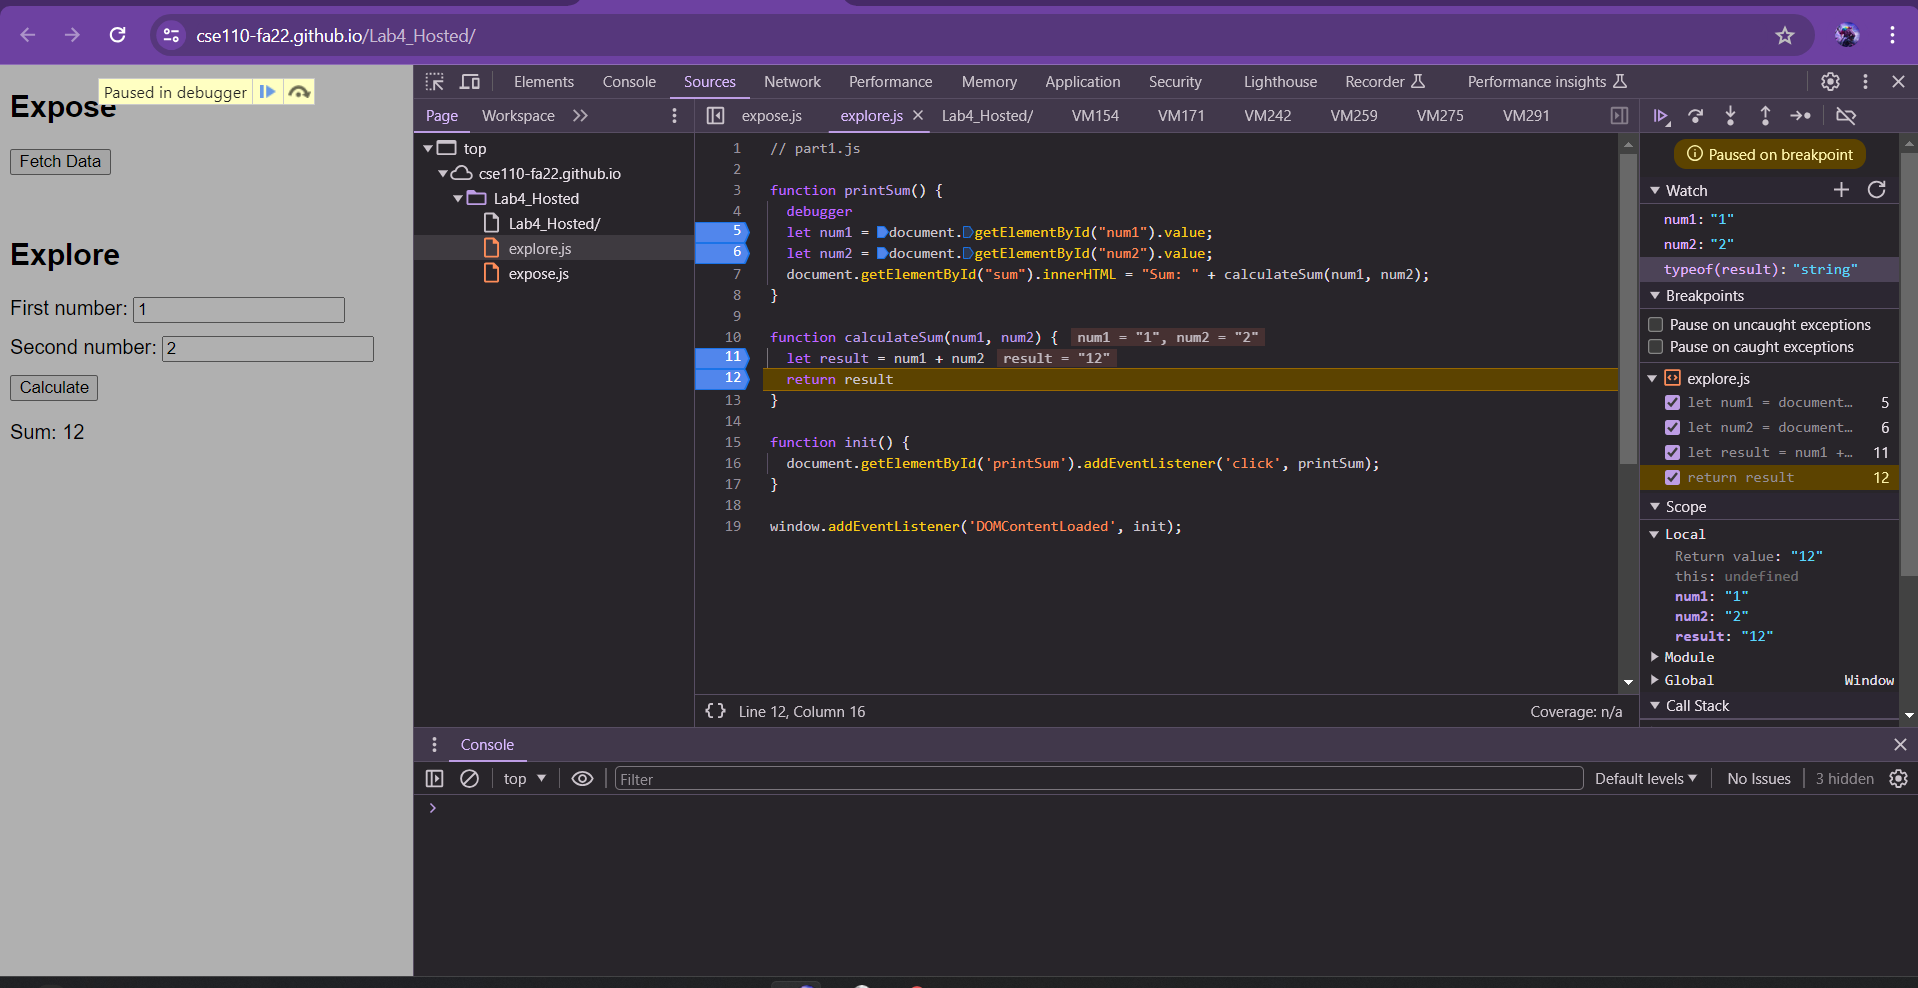 cse110-fa22.github.io/Lab4_Hosted/
Paused in debugger
Expose
Fetch Data
Explore
First number: 1
Second number: 2
Calculate
Sum: 12
Elements Console Sources Network Performance Memory Application Security Lighthouse Recorder Performance insights
Page Workspace
top
cse110-fa22.github.io
Lab4_Hosted
Lab4_Hosted/
explore.js
expose.js
expose.js explore.js Lab4_Hosted/ VM154 VM171 VM242 VM259 VM275 VM291
1 // part1.js
2
3 function printSum() {
4 debugger
5 let num1 = document.getElementById("num1").value;
6 let num2 = document.getElementById("num2").value;
7 document.getElementById("sum").innerHTML = "Sum: " + calculateSum(num1, num2);
8 }
9
10 function calculateSum(num1, num2) { num1 = "1", num2 = "2"
11 let result = num1 + num2 result = "12"
12 return result
13 }
14
15 function init() {
16 document.getElementById('printSum').addEventListener('click', printSum);
17 }
18
19 window.addEventListener('DOMContentLoaded', init);
{} Line 12, Column 16 Coverage: n/a
Paused on breakpoint
Watch
num1: "1"
num2: "2"
typeof(result): "string"
Breakpoints
Pause on uncaught exceptions
Pause on caught exceptions
explore.js
let num1 = document… 5
let num2 = document… 6
let result = num1 +… 11
return result 12
Scope
Local
Return value: "12"
this: undefined
num1: "1"
num2: "2"
result: "12"
Module
Global Window
Call Stack
Console
top Filter Default levels No Issues 3 hidden